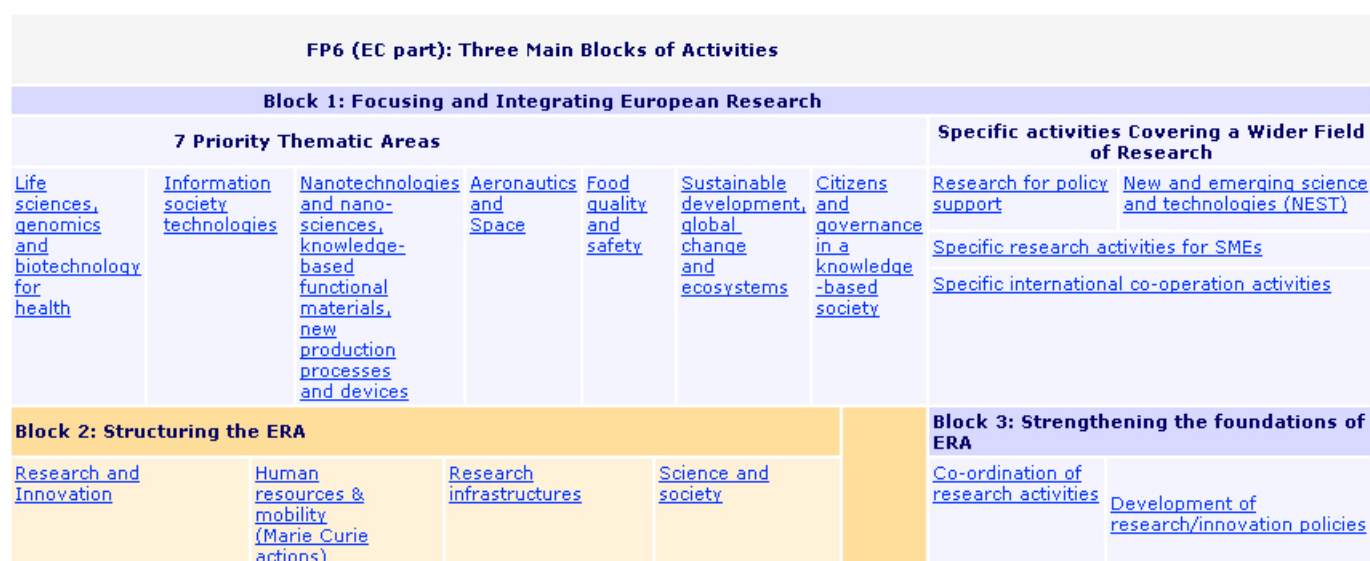 FP6 (EC part): Three Main Blocks of Activities
Block 1: Focusing and Integrating European Research
7 Priority Thematic Areas
Specific activities Covering a Wider Field
of Research
Life
sciences,
genomics
and
biotechnology
for
health
Information
society
technologies
Nanotechnologies
and nano-
sciences,
knowledge-
based
functional
materials,
new
production
processes
and devices
Aeronautics
and
Space
Food
quality
and
safety
Sustainable
development,
global
change
and
ecosystems
Citizens
and
governance
in a
knowledge
-based
society
Research for policy
support
New and emerging science
and technologies (NEST)
Specific research activities for SMEs
Specific international co-operation activities
Block 2: Structuring the ERA
Block 3: Strengthening the foundations of
ERA
Research and
Innovation
Human
resources &
mobility
(Marie Curie
actions)
Research
infrastructures
Science and
society
Co-ordination of
research activities
Development of
research/innovation policies